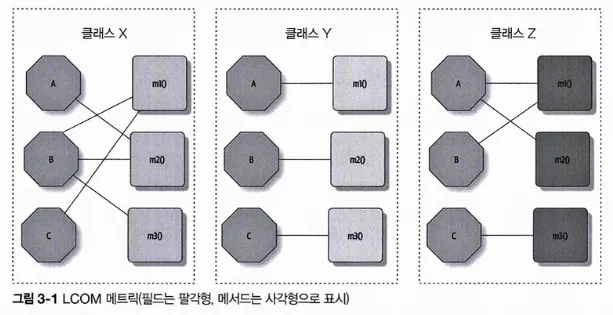 클래스 X
클래스 Y
클래스 Z
A
m1()
A
m1()
A
m1()
B
m2()
B
m2()
B
m2()
C
m3()
C
m3()
C
m3()
그림 3-1 LCOM 메트릭(필드는 팔각형, 메서드는 사각형으로 표시)